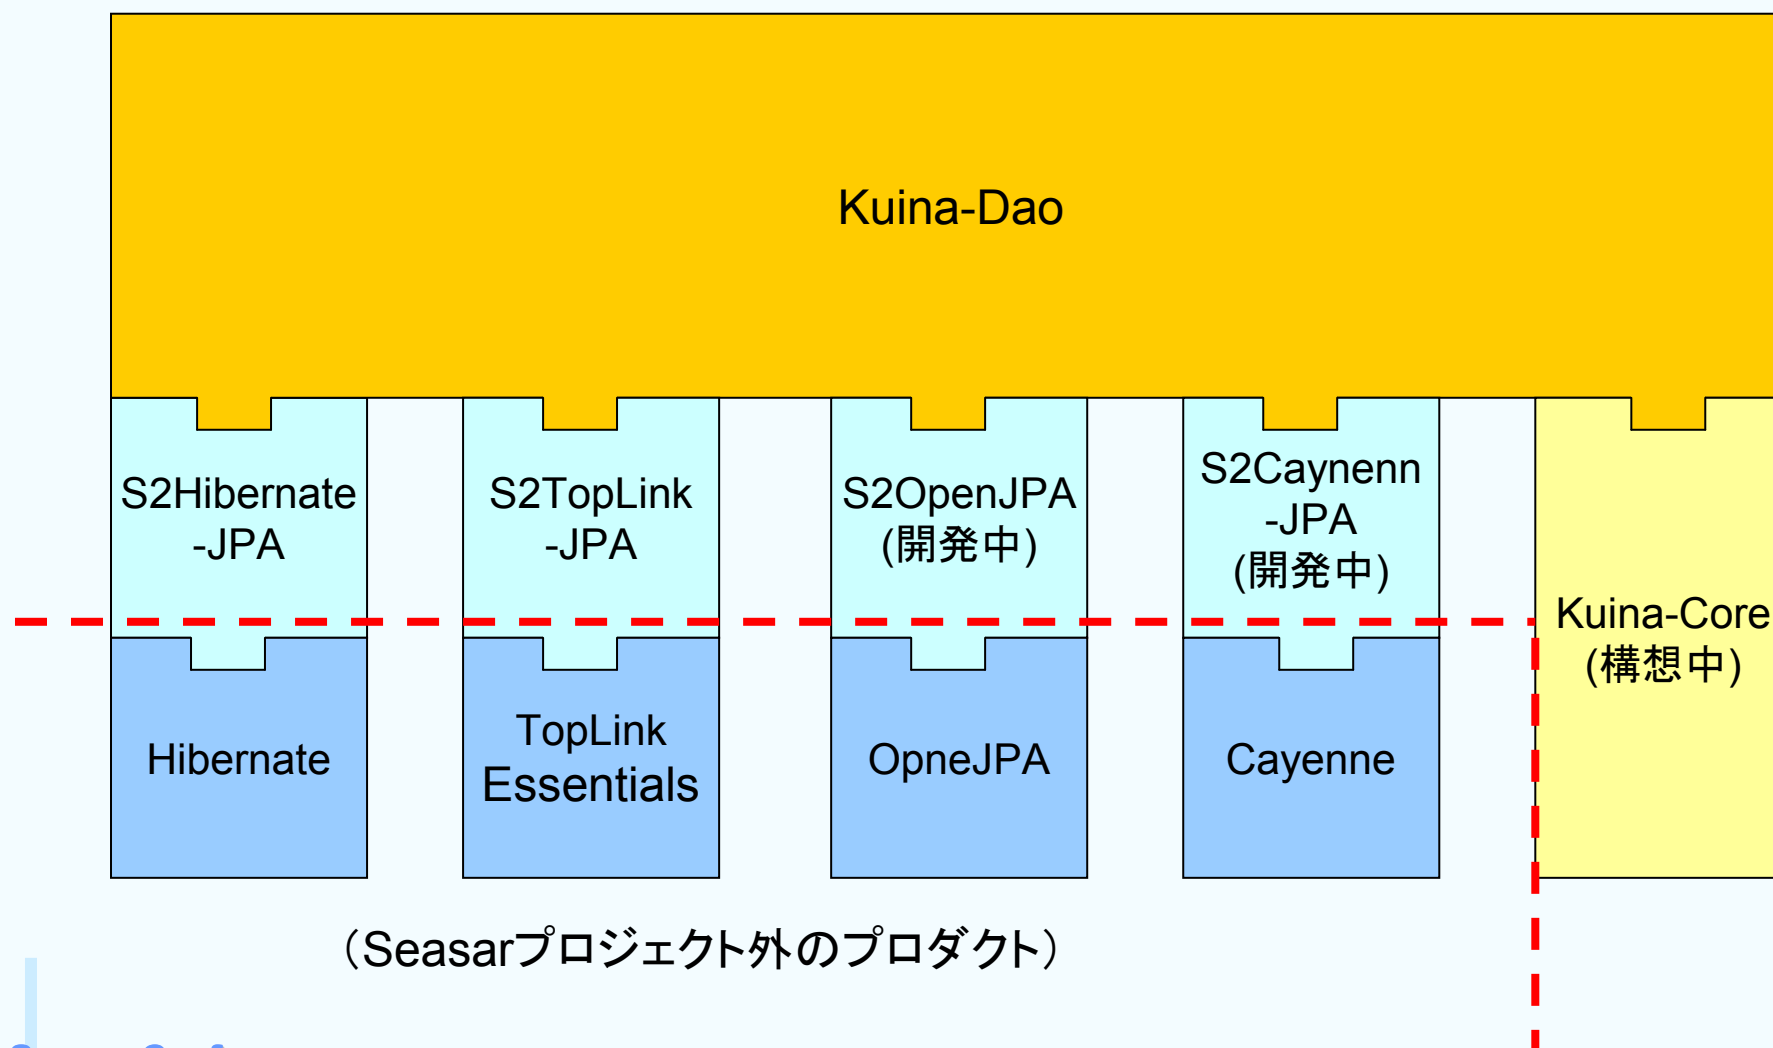 Kuina-Dao
S2Hibernate
-JPA
S2TopLink
-JPA
S2OpenJPA
(開発中)
S2Caynenn
-JPA
(開発中)
Kuina-Core
(構想中)
Hibernate
TopLink
Essentials
OpneJPA
Cayenne
（Seasarプロジェクト外のプロダクト）